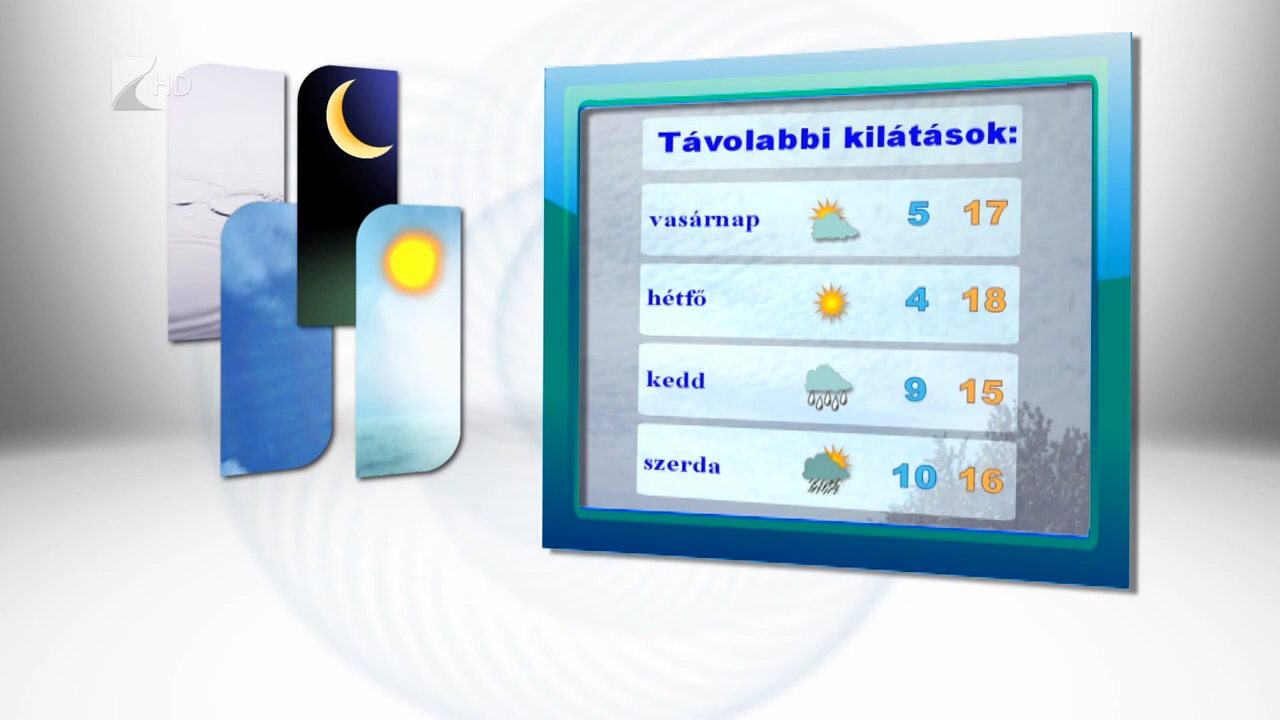 HD
Távolabbi kilátások:
vasárnap 5 17
hétfő 4 18
kedd 9 15
szerda 10 16